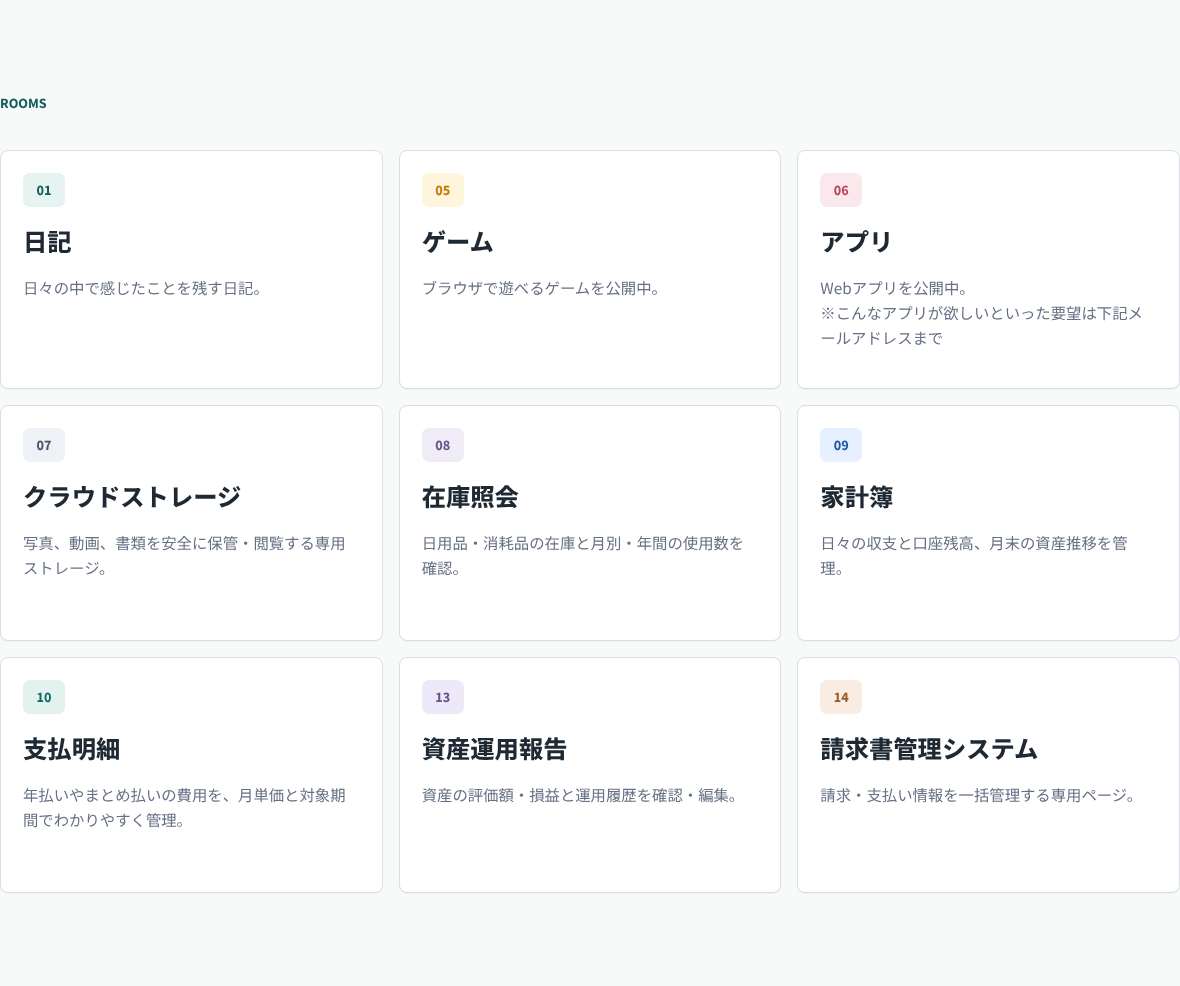 ROOMS
01
日記
日々の中で感じたことを残す日記。
05
ゲーム
ブラウザで遊べるゲームを公開中。
06
アプリ
Webアプリを公開中。
※こんなアプリが欲しいといった要望は下記メ
ールアドレスまで
07
クラウドストレージ
写真、動画、書類を安全に保管・閲覧する専用
ストレージ。
08
在庫照会
日用品・消耗品の在庫と月別・年間の使用数を
確認。
09
家計簿
日々の収支と口座残高、月末の資産推移を管
理。
10
支払明細
年払いやまとめ払いの費用を、月単価と対象期
間でわかりやすく管理。
13
資産運用報告
資産の評価額・損益と運用履歴を確認・編集。
14
請求書管理システム
請求・支払い情報を一括管理する専用ページ。